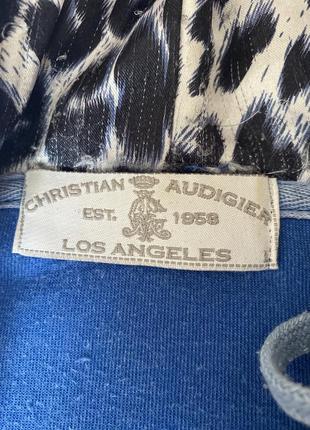 CHRISTIAN AUDIGIER
EST. 1958
LOS ANGELES
L